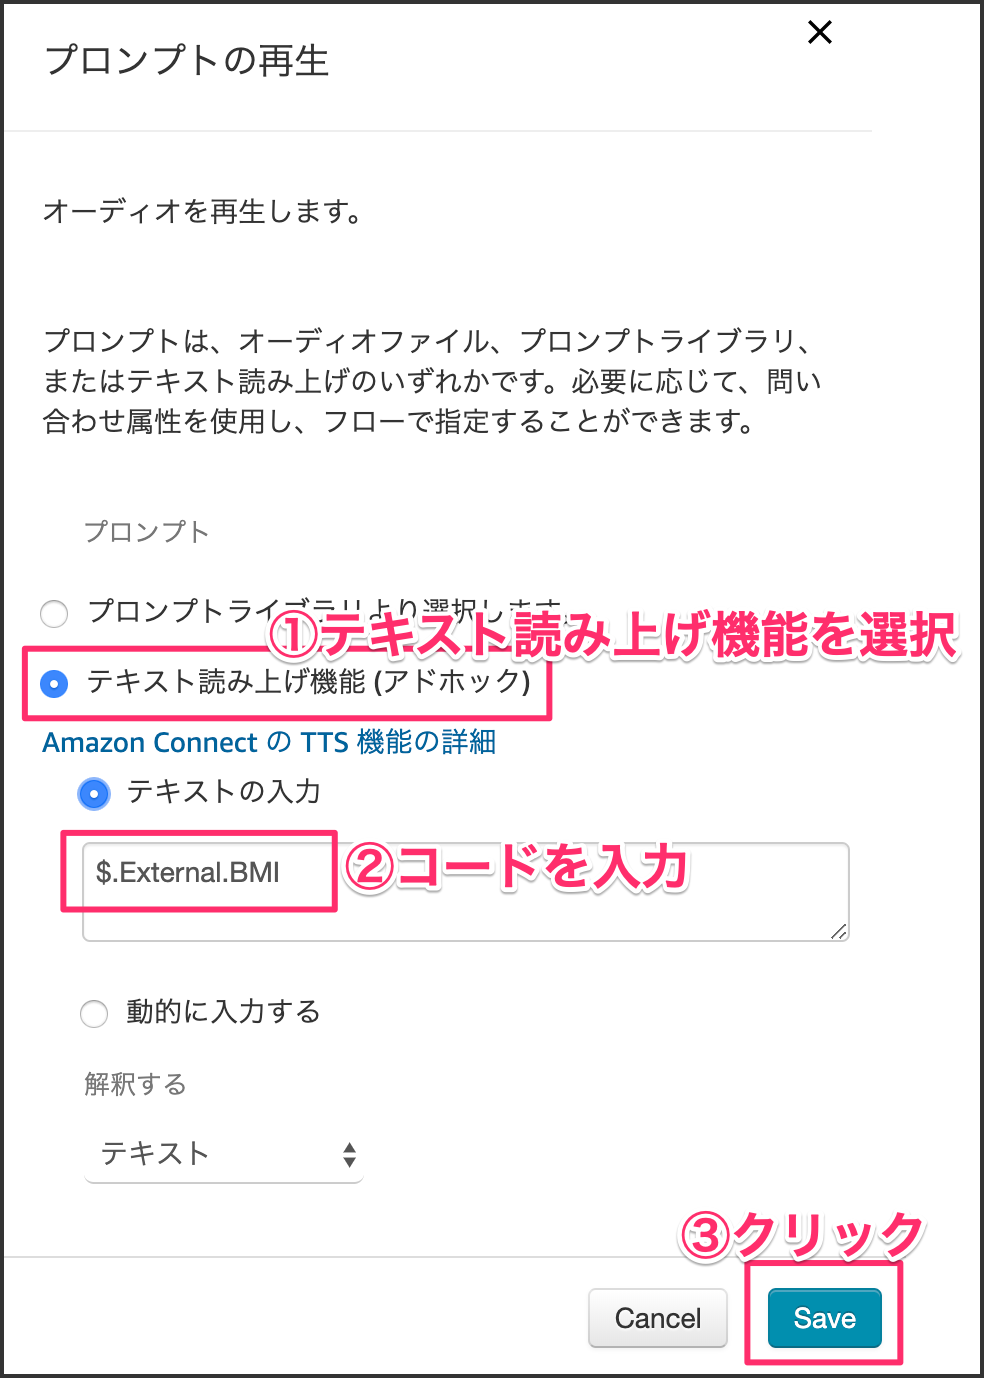 プロンプトの再生
オーディオを再生します。
プロンプトは、オーディオファイル、プロンプトライブラリ、
またはテキスト読み上げのいずれかです。必要に応じて、問い
合わせ属性を使用し、フローで指定することができます。
プロンプト
プロンプトライブラリより選択します。
①テキスト読み上げ機能を選択
テキスト読み上げ機能 (アドホック)
Amazon Connect の TTS 機能の詳細
テキストの入力
$.External.BMI
②コードを入力
動的に入力する
解釈する
テキスト
③クリック
Cancel
Save